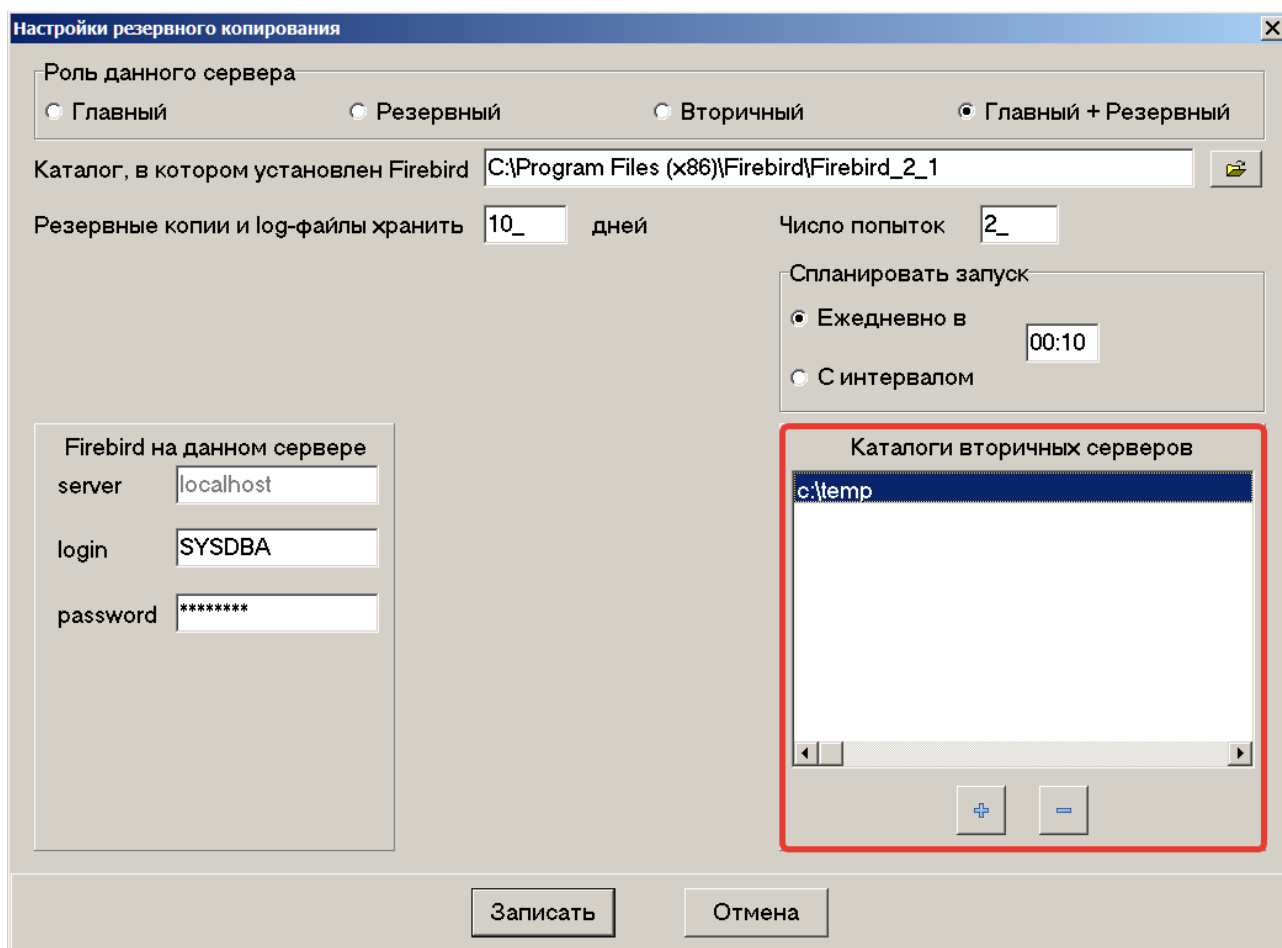 Настройки резервного копирования
Роль данного сервера
Главный Резервный Вторичный Главный + Резервный
Каталог, в котором установлен Firebird C:\Program Files (x86)\Firebird\Firebird_2_1
Резервные копии и log-файлы хранить 10_ дней Число попыток 2_
Спланировать запуск
Ежедневно в
00:10
С интервалом
Firebird на данном сервере
server localhost
login SYSDBA
password ********
Каталоги вторичных серверов
c:\temp
Записать Отмена